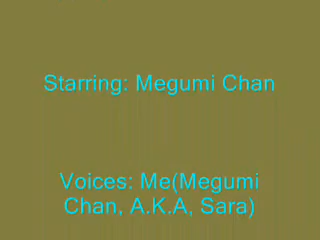 Starring: Megumi Chan
Voices: Me(Megumi
Chan, A.K.A, Sara)